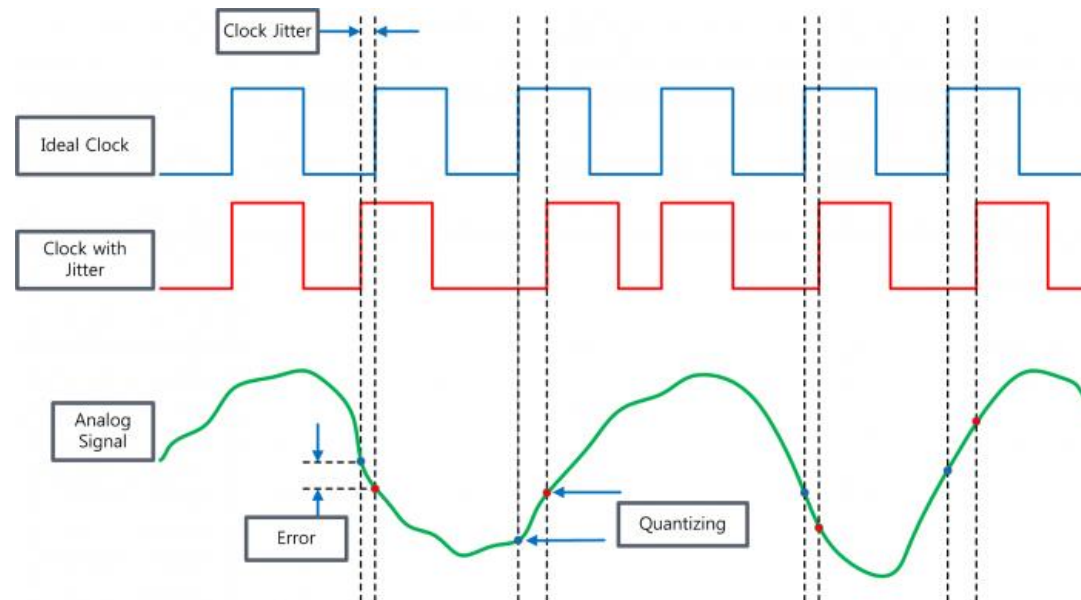 Clock Jitter
Ideal Clock
Clock with
Jitter
Analog
Signal
Error
Quantizing